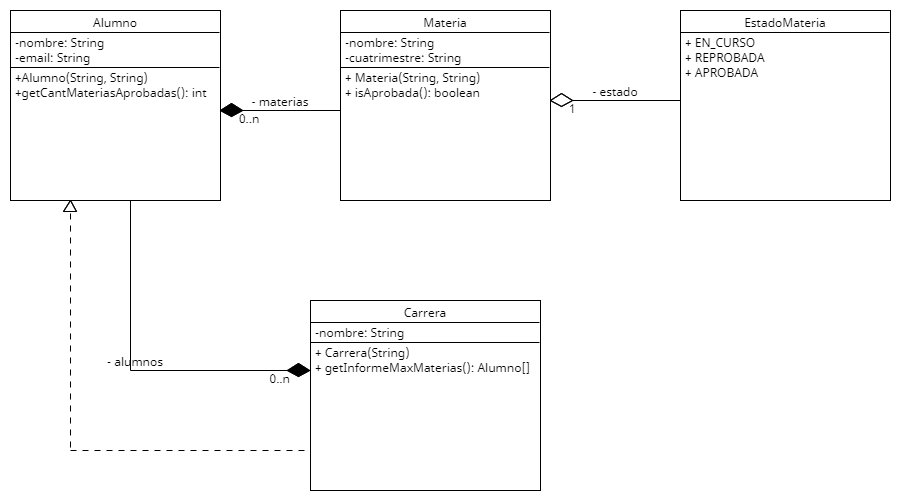 Alumno
-nombre: String
-email: String
+Alumno(String, String)
+getCantMateriasAprobadas(): int
- materias
0..n
Materia
-nombre: String
-cuatrimestre: String
+ Materia(String, String)
+ isAprobada(): boolean
- estado
1
EstadoMateria
+ EN_CURSO
+ REPROBADA
+ APROBADA
- alumnos
0..n
Carrera
-nombre: String
+ Carrera(String)
+ getInformeMaxMaterias(): Alumno[]